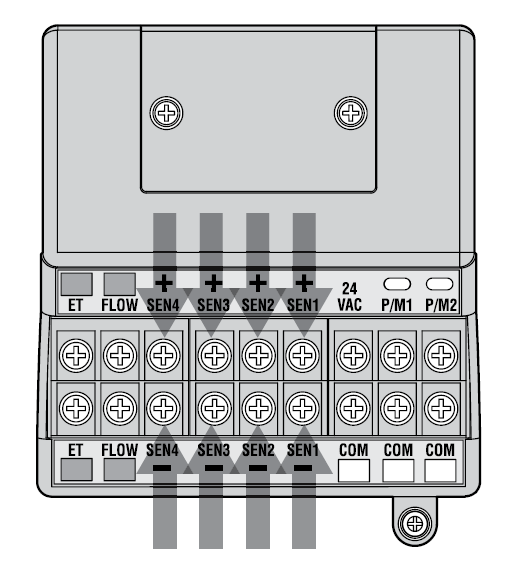 + + + +
ET FLOW SEN4 SEN3 SEN2 SEN1 24 VAC P/M1 P/M2
ET FLOW SEN4 SEN3 SEN2 SEN1 COM COM COM
– – – –